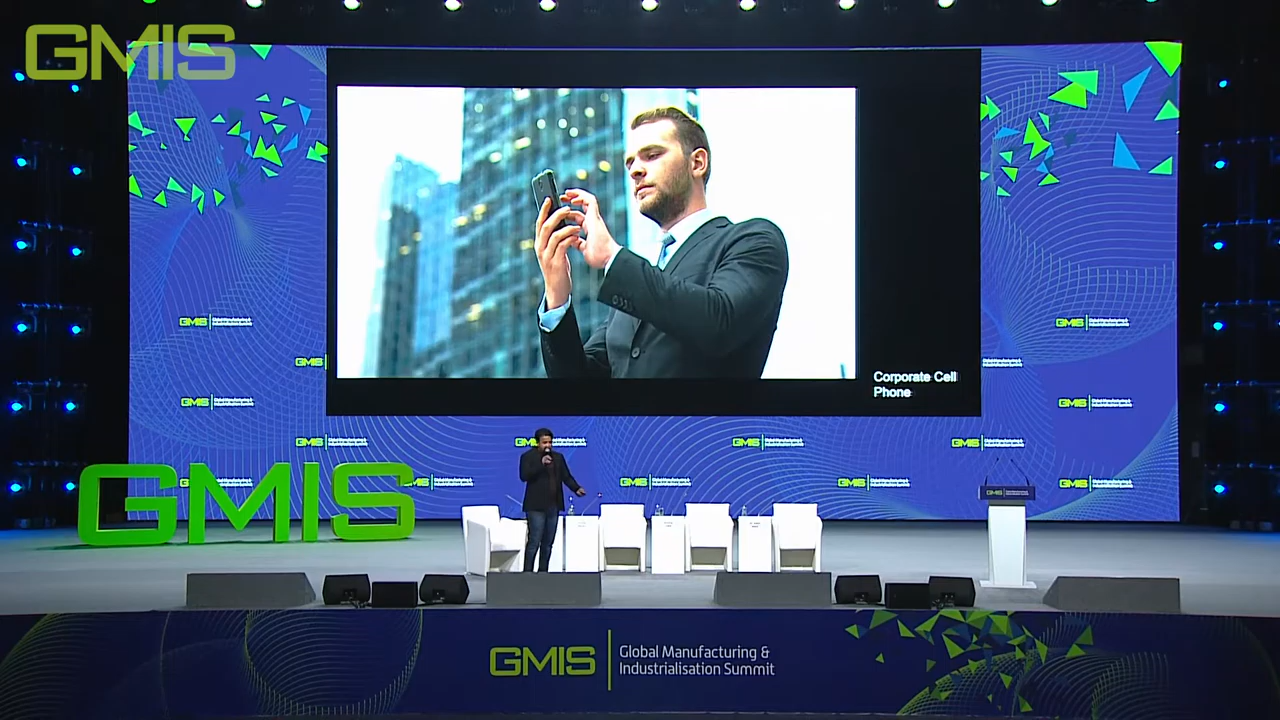 GMIS
Corporate Cell
Phone
GMIS
GMIS
Global Manufacturing &
Industrialisation Summit